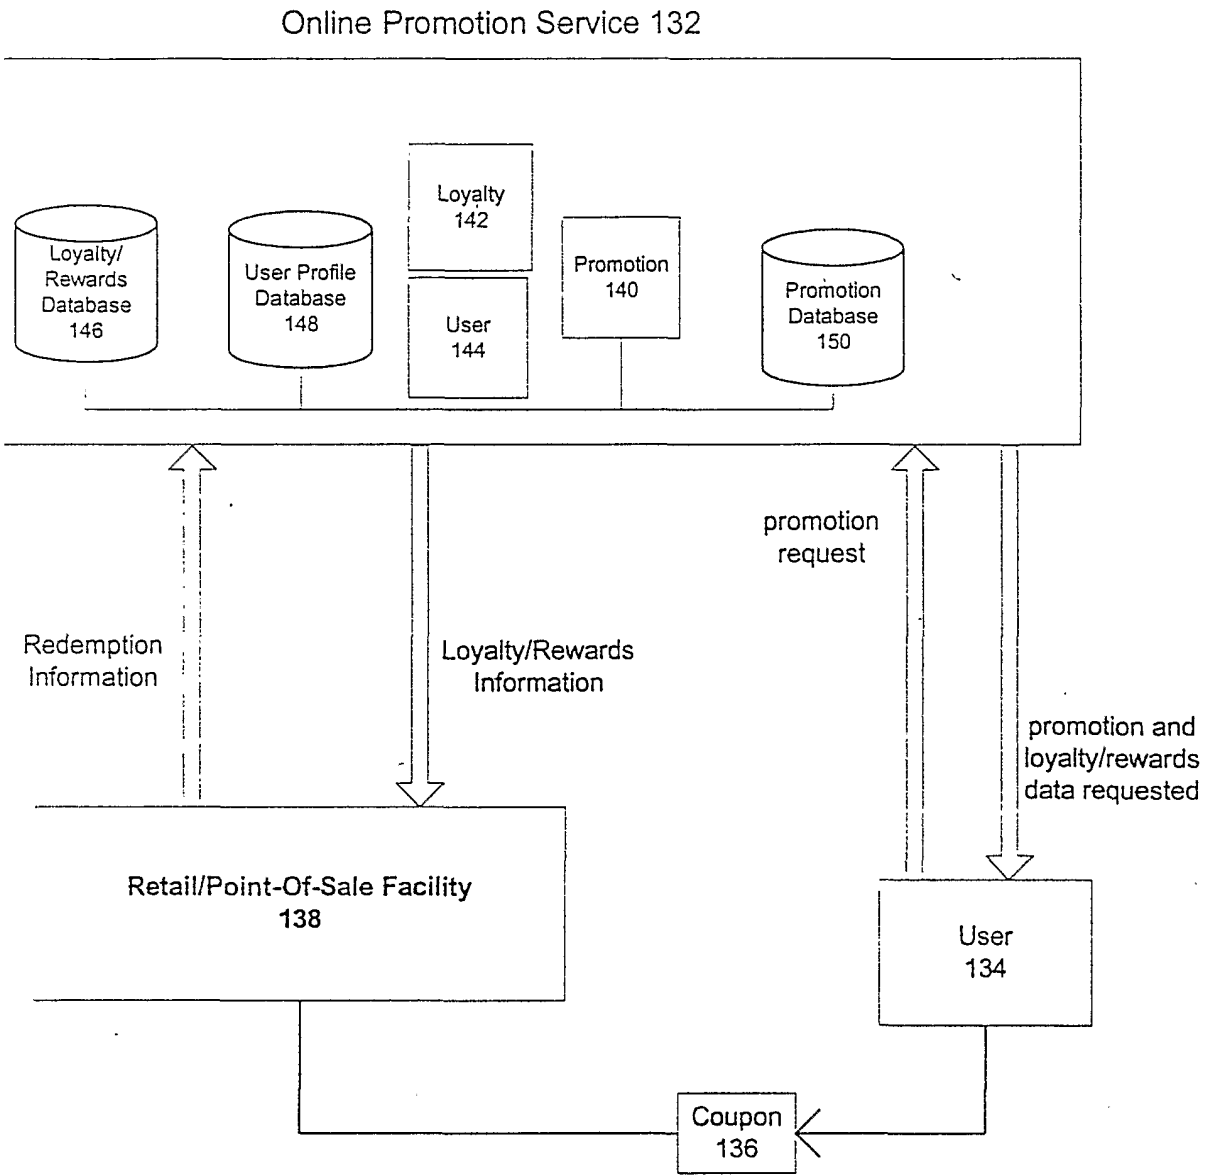 Online Promotion Service 132
Loyalty/
Rewards
Database
146
User Profile
Database
148
Loyalty
142
User
144
Promotion
140
Promotion
Database
150
Redemption
Information
Loyalty/Rewards
Information
promotion
request
promotion and
loyalty/rewards
data requested
Retail/Point-Of-Sale Facility
138
User
134
Coupon
136